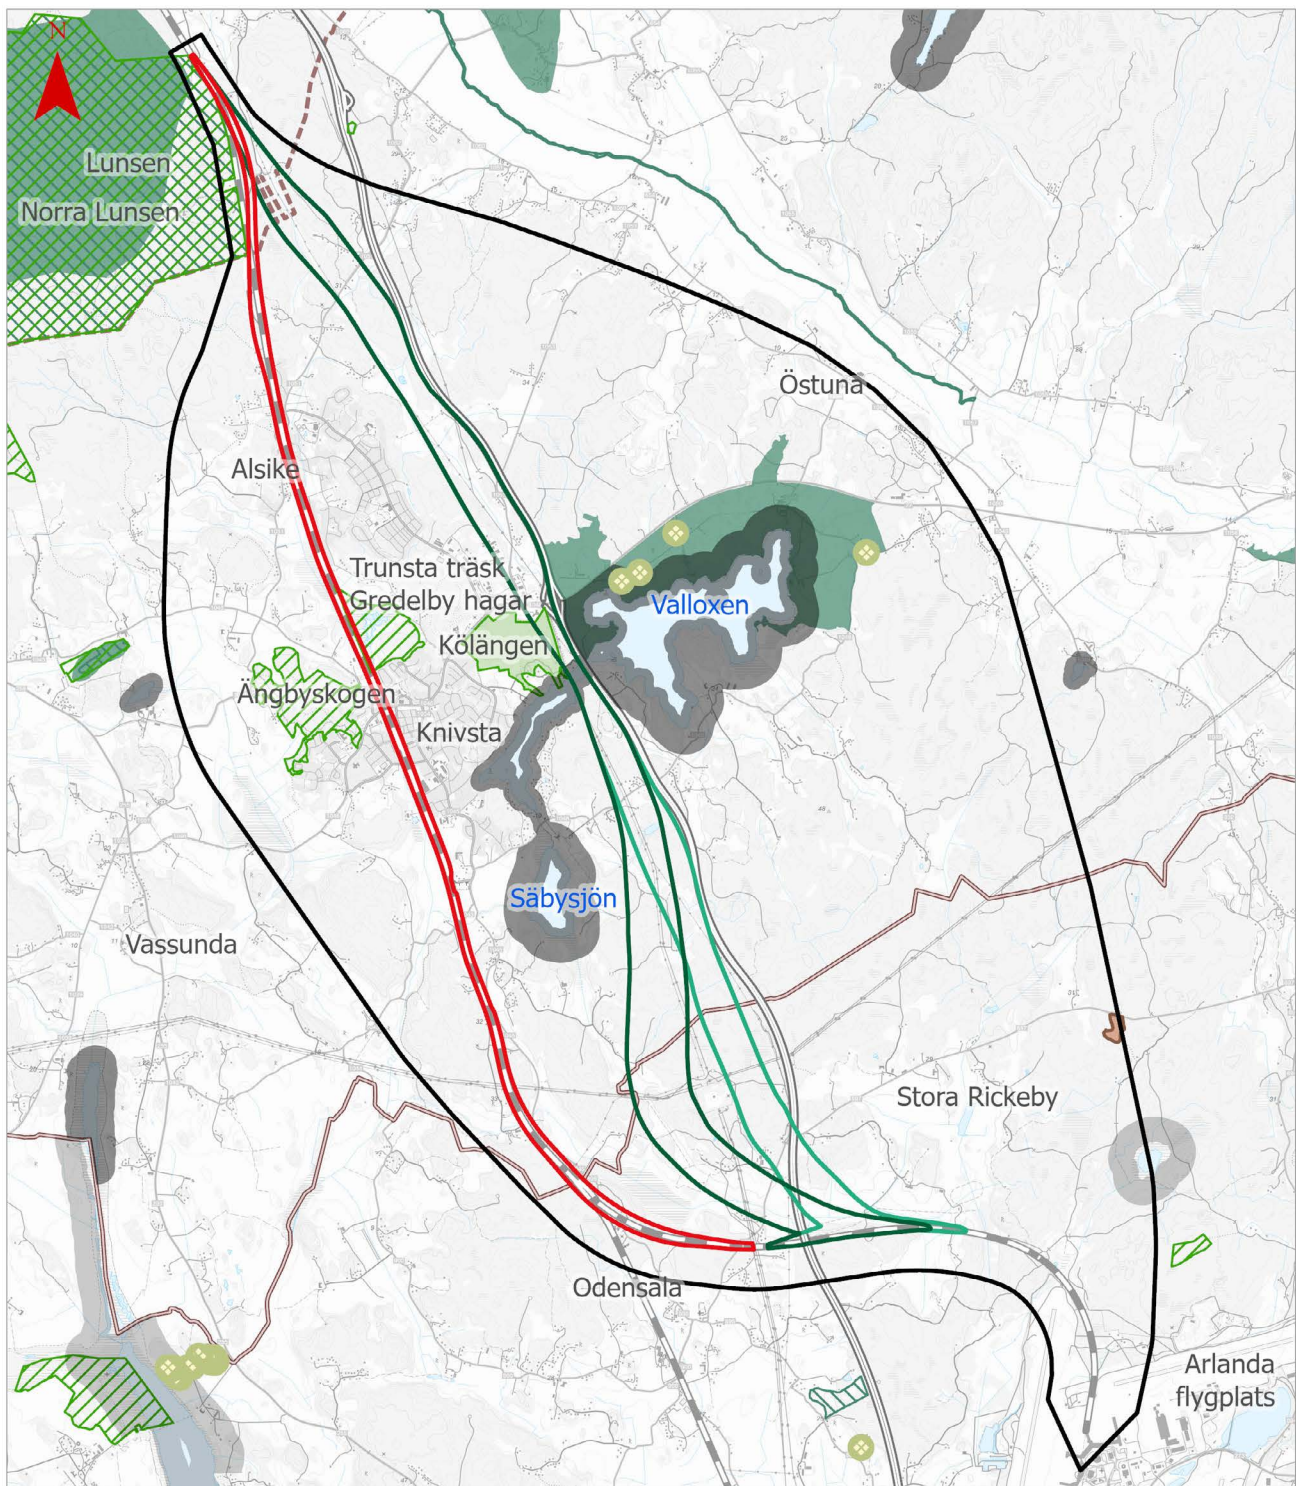 N
Lunsen
Norra Lunsen
Östuna
Alsike
Trunsta träsk
Gredelby hagar
Valloxen
Kölängen
Ängbyskogen
Knivsta
Säbysjön
Vassunda
Stora Rickeby
Odensala
Arlanda
flygplats